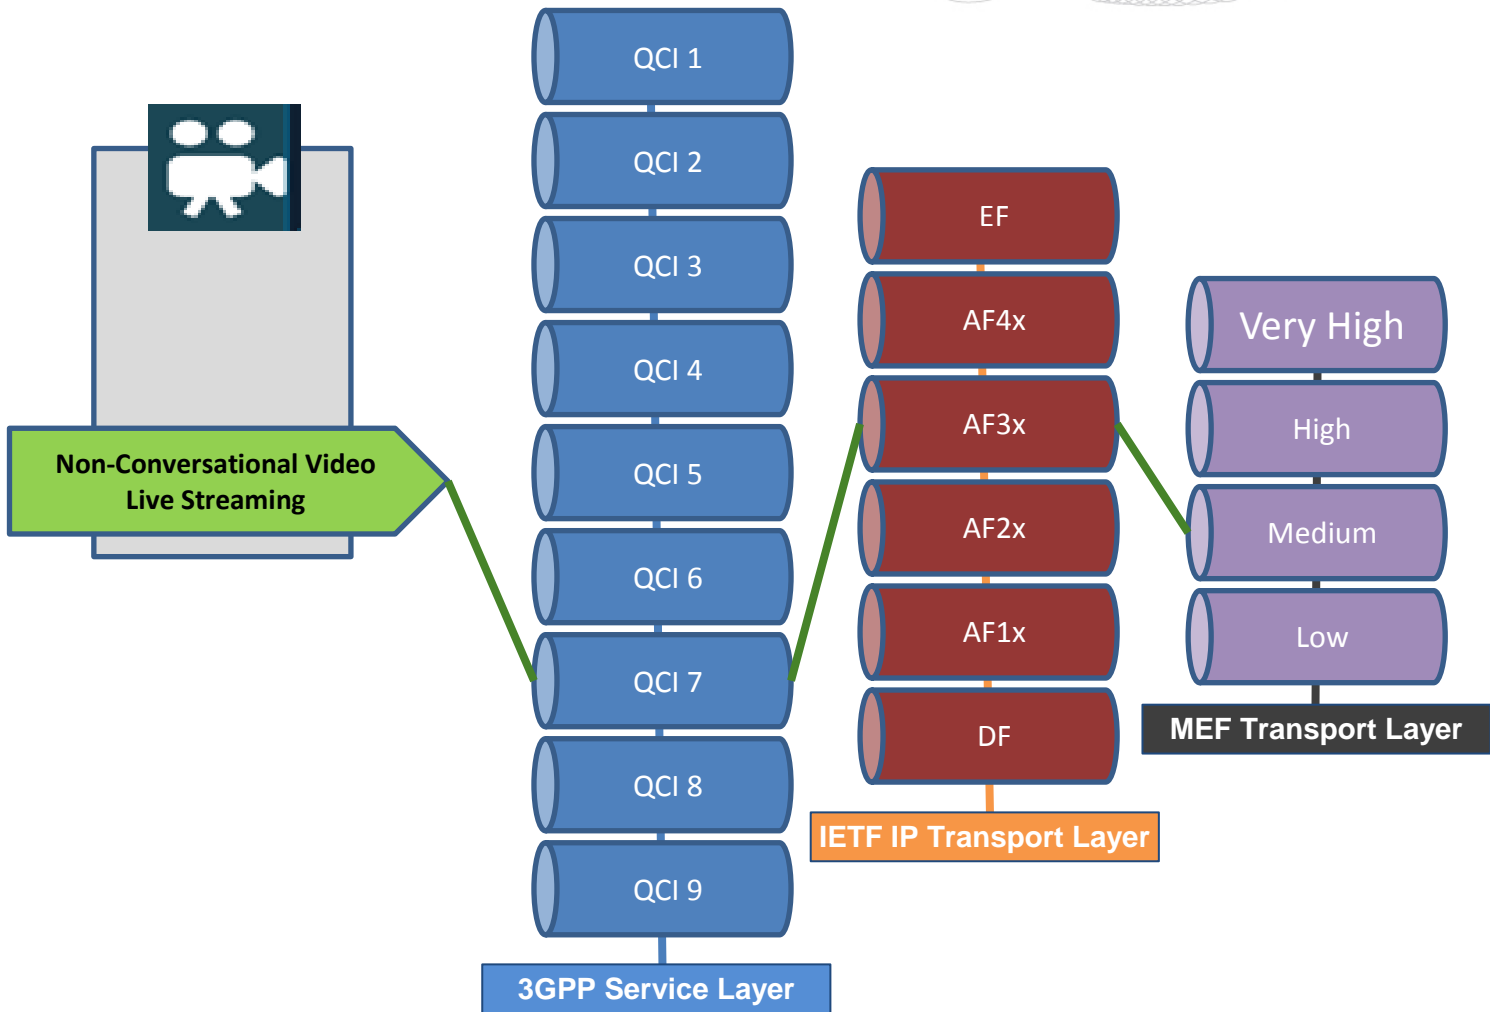 Non-Conversational Video
Live Streaming
QCI 1
QCI 2
QCI 3
QCI 4
QCI 5
QCI 6
QCI 7
QCI 8
QCI 9
3GPP Service Layer
EF
AF4x
AF3x
AF2x
AF1x
DF
IETF IP Transport Layer
Very High
High
Medium
Low
MEF Transport Layer